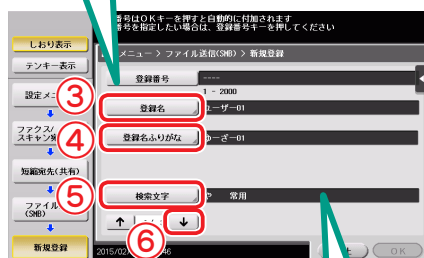 号はＯＫキーを押すと自動的に付加されます
号を指定したい場合は、登録番号キーを押してください
しおり表示
テンキー表示
メニュー > ファイル送信(SMB) > 新規登録
登録番号
----
1 - 2000
設定メニ
③
登録名
ーザー01
ファクス/
スキャン宛
④
登録名ふりがな
ーざー01
短縮宛先(共有)
⑤
検索文字
常用
ファイル
(SMB)
↑
↓
⑥
新規登録
2015/02/
46
OK